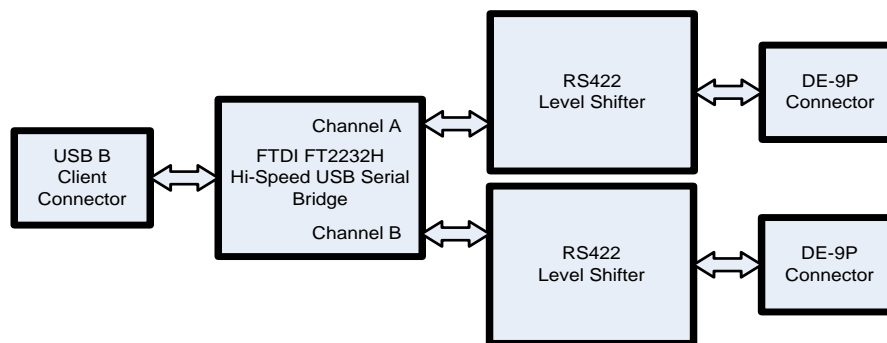 USB B
Client
Connector
Channel A
FTDI FT2232H
Hi-Speed USB Serial
Bridge
Channel B
RS422
Level Shifter
DE-9P
Connector
RS422
Level Shifter
DE-9P
Connector